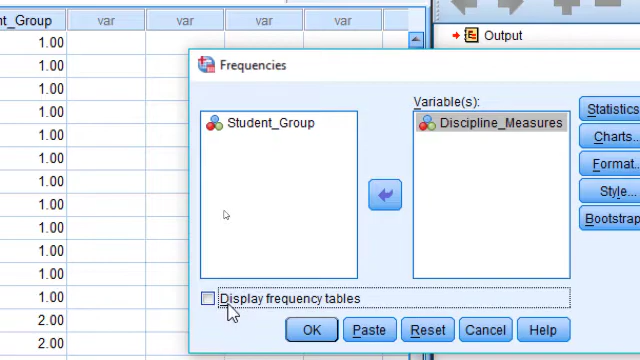 nt_Group var var var var
1.00
1.00
1.00
1.00
1.00
1.00
1.00
1.00
1.00
1.00
1.00
1.00
2.00
2.00
Output
Frequencies
Variable(s):
Student_Group
Discipline_Measures
Statistics
Charts...
Format...
Style...
Bootstrap
Display frequency tables
OK Paste Reset Cancel Help